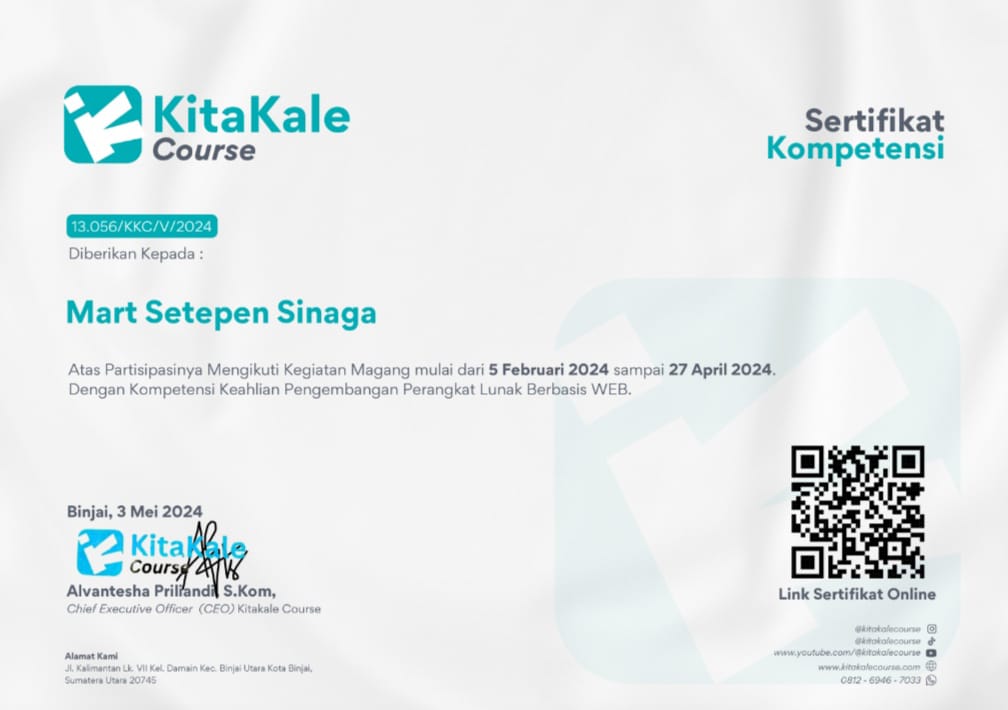 KitaKale
Course
Sertifikat
Kompetensi
13.056/KKC/V/2024
Diberikan Kepada :
Mart Setepen Sinaga
Atas Partisipasinya Mengikuti Kegiatan Magang mulai dari 5 Februari 2024 sampai 27 April 2024.
Dengan Kompetensi Keahlian Pengembangan Perangkat Lunak Berbasis WEB.
Binjai, 3 Mei 2024
KitaKale
Course
Alvantesha Priliandi S.Kom,
Chief Executive Officer (CEO) Kitakale Course
Link Sertifikat Online
Alamat Kami
Jl. Kalimantan Lk. VII Kel. Damain Kec. Binjai Utara Kota Binjai,
Sumatera Utara 20745
@kitakalecourse
@kitakalecourse
www.youtube.com/@kitakalecourse
www.kitakalecourse.com
0812 - 6946 - 7033